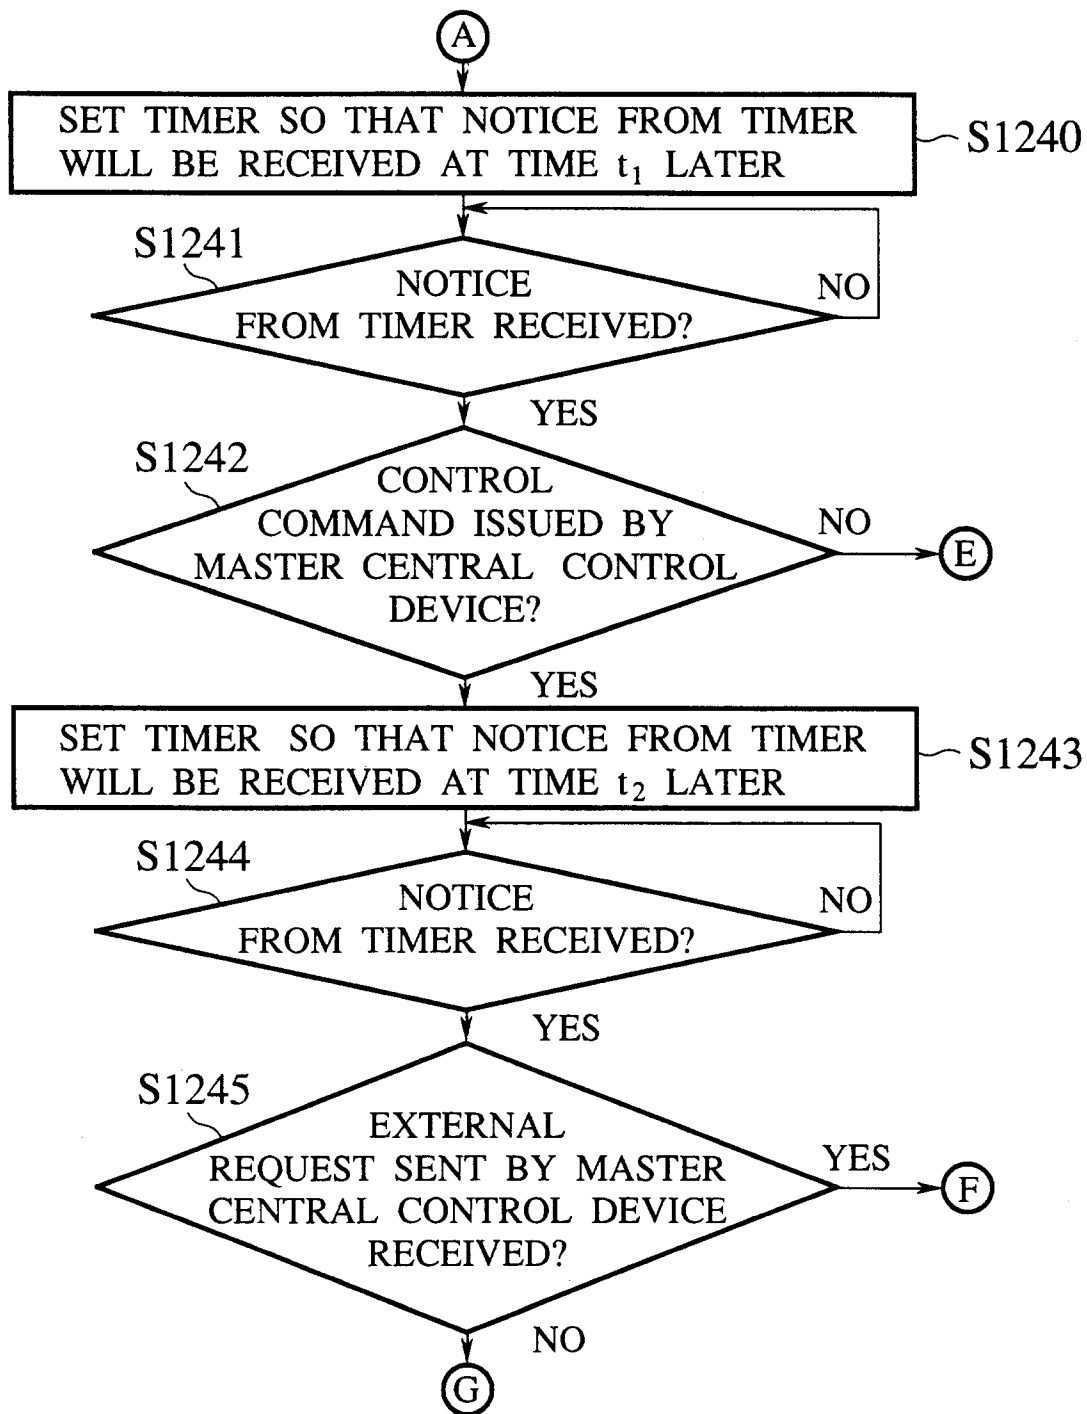 A
SET TIMER SO THAT NOTICE FROM TIMER
WILL BE RECEIVED AT TIME t₁ LATER
S1240
S1241
NOTICE
FROM TIMER RECEIVED?
NO
YES
S1242
CONTROL
COMMAND ISSUED BY
MASTER CENTRAL CONTROL
DEVICE?
NO
E
YES
SET TIMER SO THAT NOTICE FROM TIMER
WILL BE RECEIVED AT TIME t₂ LATER
S1243
S1244
NOTICE
FROM TIMER RECEIVED?
NO
YES
S1245
EXTERNAL
REQUEST SENT BY MASTER
CENTRAL CONTROL DEVICE
RECEIVED?
YES
F
NO
G